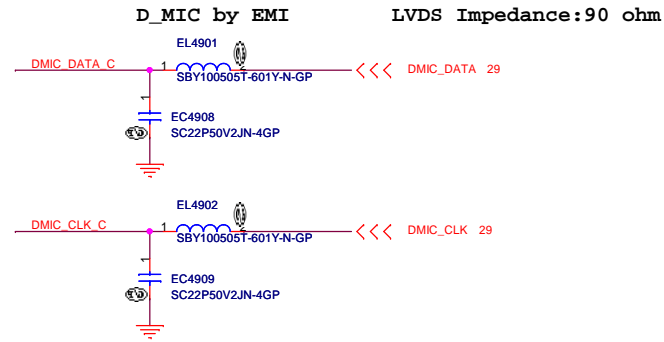 D_MIC by EMI LVDS Impedance:90 ohm
EL4901
DMIC_DATA_C 1 2 DMIC_DATA 29
SBY100505T-601Y-N-GP
1
EC4908
SC22P50V2JN-4GP
EL4902
DMIC_CLK_C 1 2 DMIC_CLK 29
SBY100505T-601Y-N-GP
1
EC4909
SC22P50V2JN-4GP